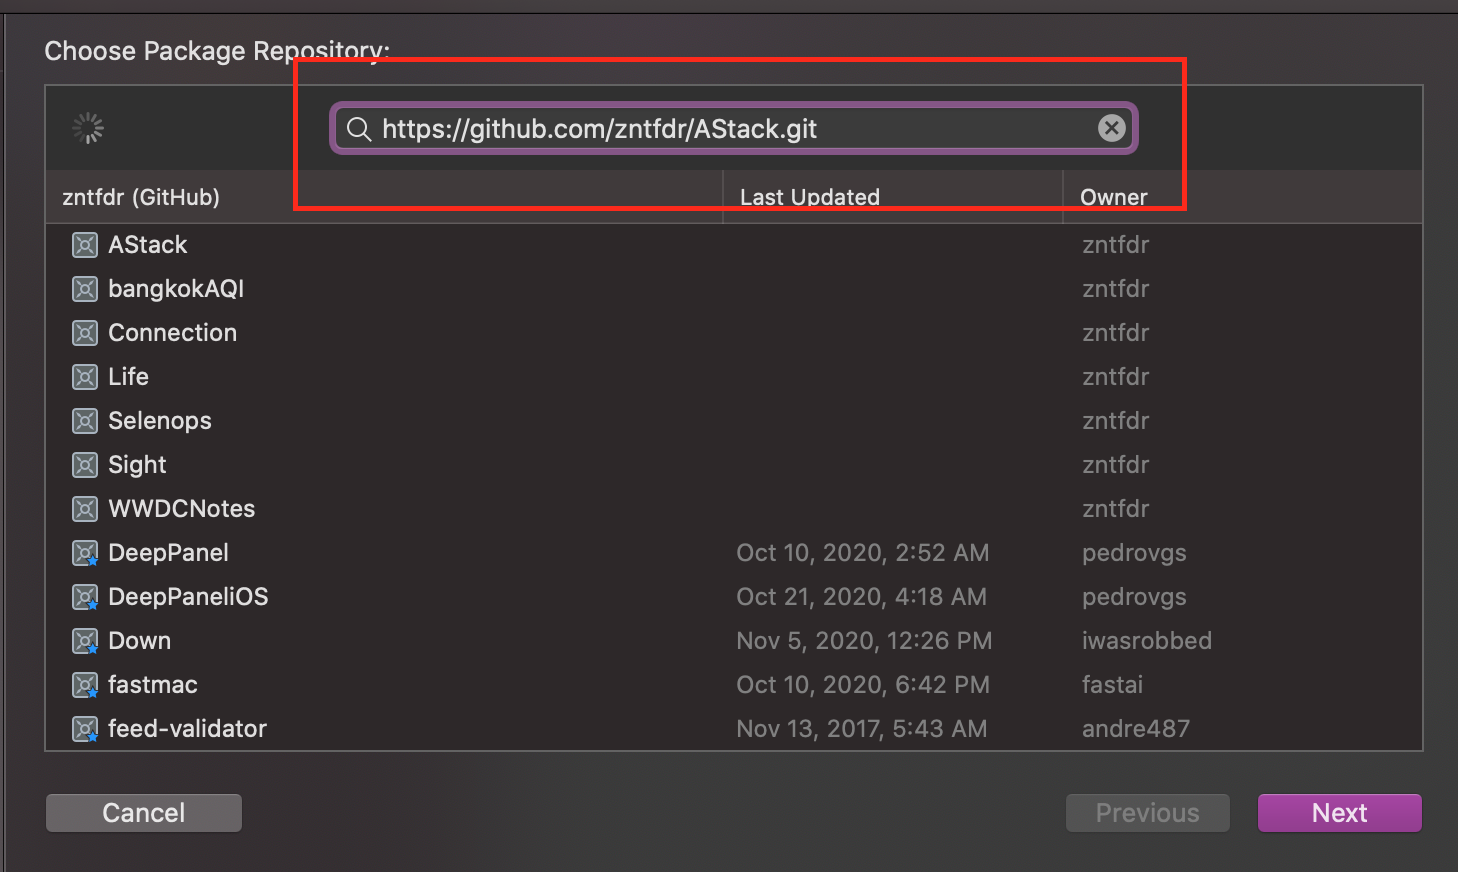 Choose Package Repository:
https://github.com/zntfdr/AStack.git
zntfdr (GitHub) Last Updated Owner
AStack zntfdr
bangkokAQI zntfdr
Connection zntfdr
Life zntfdr
Selenops zntfdr
Sight zntfdr
WWDCNotes zntfdr
DeepPanel Oct 10, 2020, 2:52 AM pedrovgs
DeepPaneliOS Oct 21, 2020, 4:18 AM pedrovgs
Down Nov 5, 2020, 12:26 PM iwasrobbed
fastmac Oct 10, 2020, 6:42 PM fastai
feed-validator Nov 13, 2017, 5:43 AM andre487
Cancel Previous Next